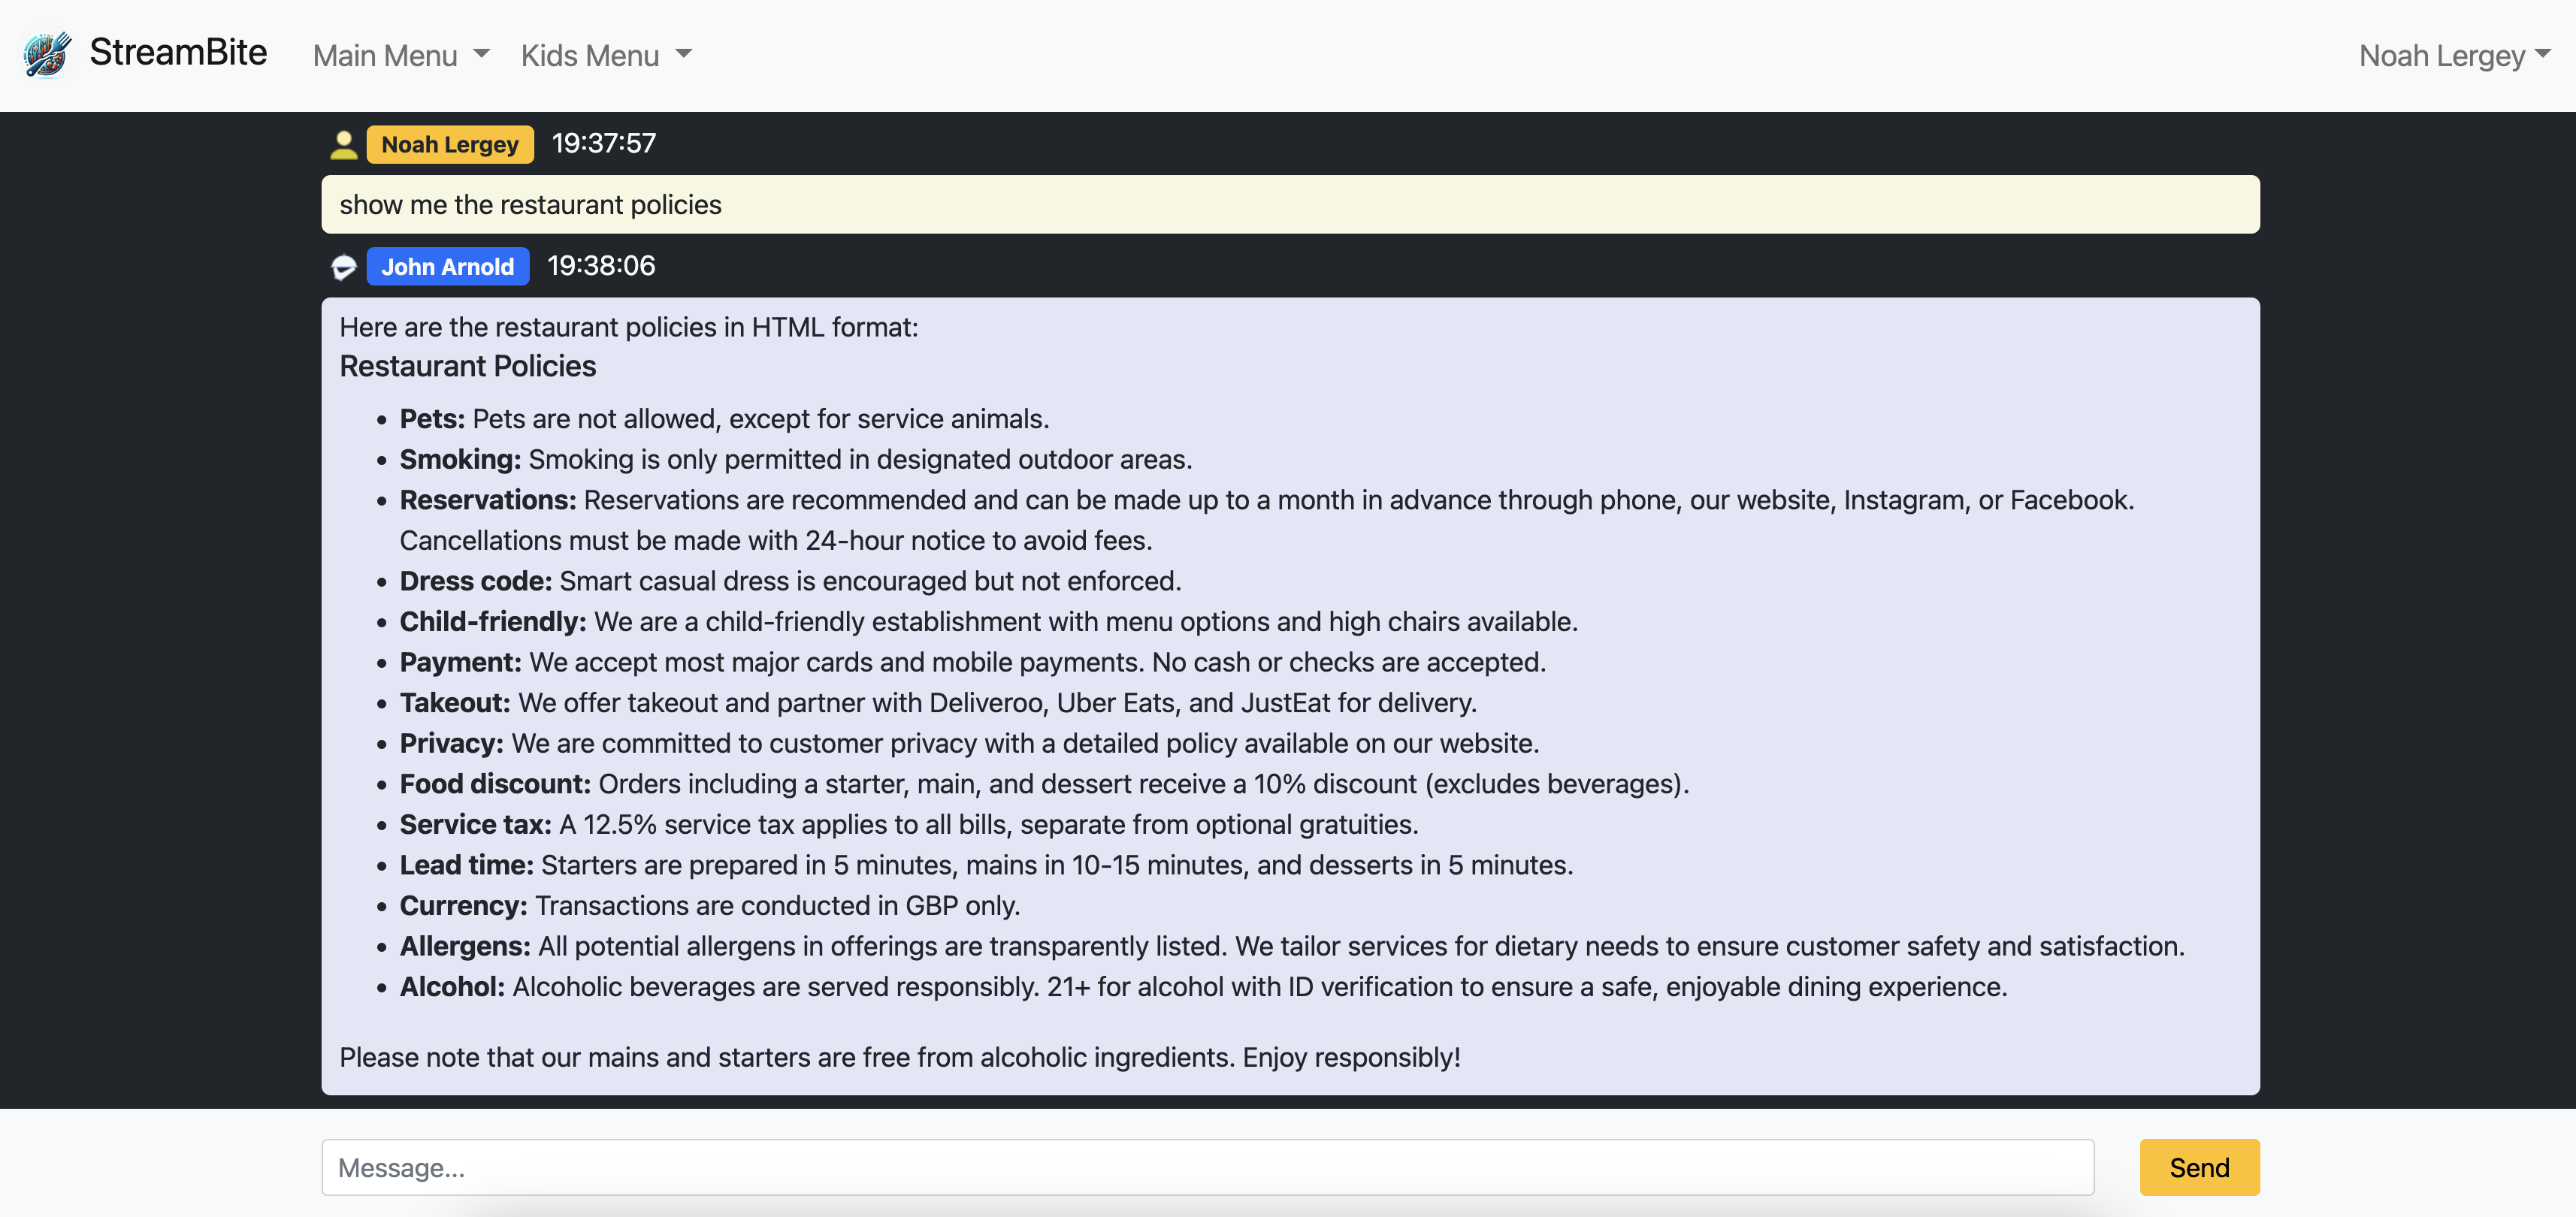 StreamBite
Main Menu
Kids Menu
Noah Lergey
Noah Lergey 19:37:57
show me the restaurant policies
John Arnold 19:38:06
Here are the restaurant policies in HTML format:
Restaurant Policies
• Pets: Pets are not allowed, except for service animals.
• Smoking: Smoking is only permitted in designated outdoor areas.
• Reservations: Reservations are recommended and can be made up to a month in advance through phone, our website, Instagram, or Facebook.
Cancellations must be made with 24-hour notice to avoid fees.
• Dress code: Smart casual dress is encouraged but not enforced.
• Child-friendly: We are a child-friendly establishment with menu options and high chairs available.
• Payment: We accept most major cards and mobile payments. No cash or checks are accepted.
• Takeout: We offer takeout and partner with Deliveroo, Uber Eats, and JustEat for delivery.
• Privacy: We are committed to customer privacy with a detailed policy available on our website.
• Food discount: Orders including a starter, main, and dessert receive a 10% discount (excludes beverages).
• Service tax: A 12.5% service tax applies to all bills, separate from optional gratuities.
• Lead time: Starters are prepared in 5 minutes, mains in 10-15 minutes, and desserts in 5 minutes.
• Currency: Transactions are conducted in GBP only.
• Allergens: All potential allergens in offerings are transparently listed. We tailor services for dietary needs to ensure customer safety and satisfaction.
• Alcohol: Alcoholic beverages are served responsibly. 21+ for alcohol with ID verification to ensure a safe, enjoyable dining experience.
Please note that our mains and starters are free from alcoholic ingredients. Enjoy responsibly!
Message...
Send